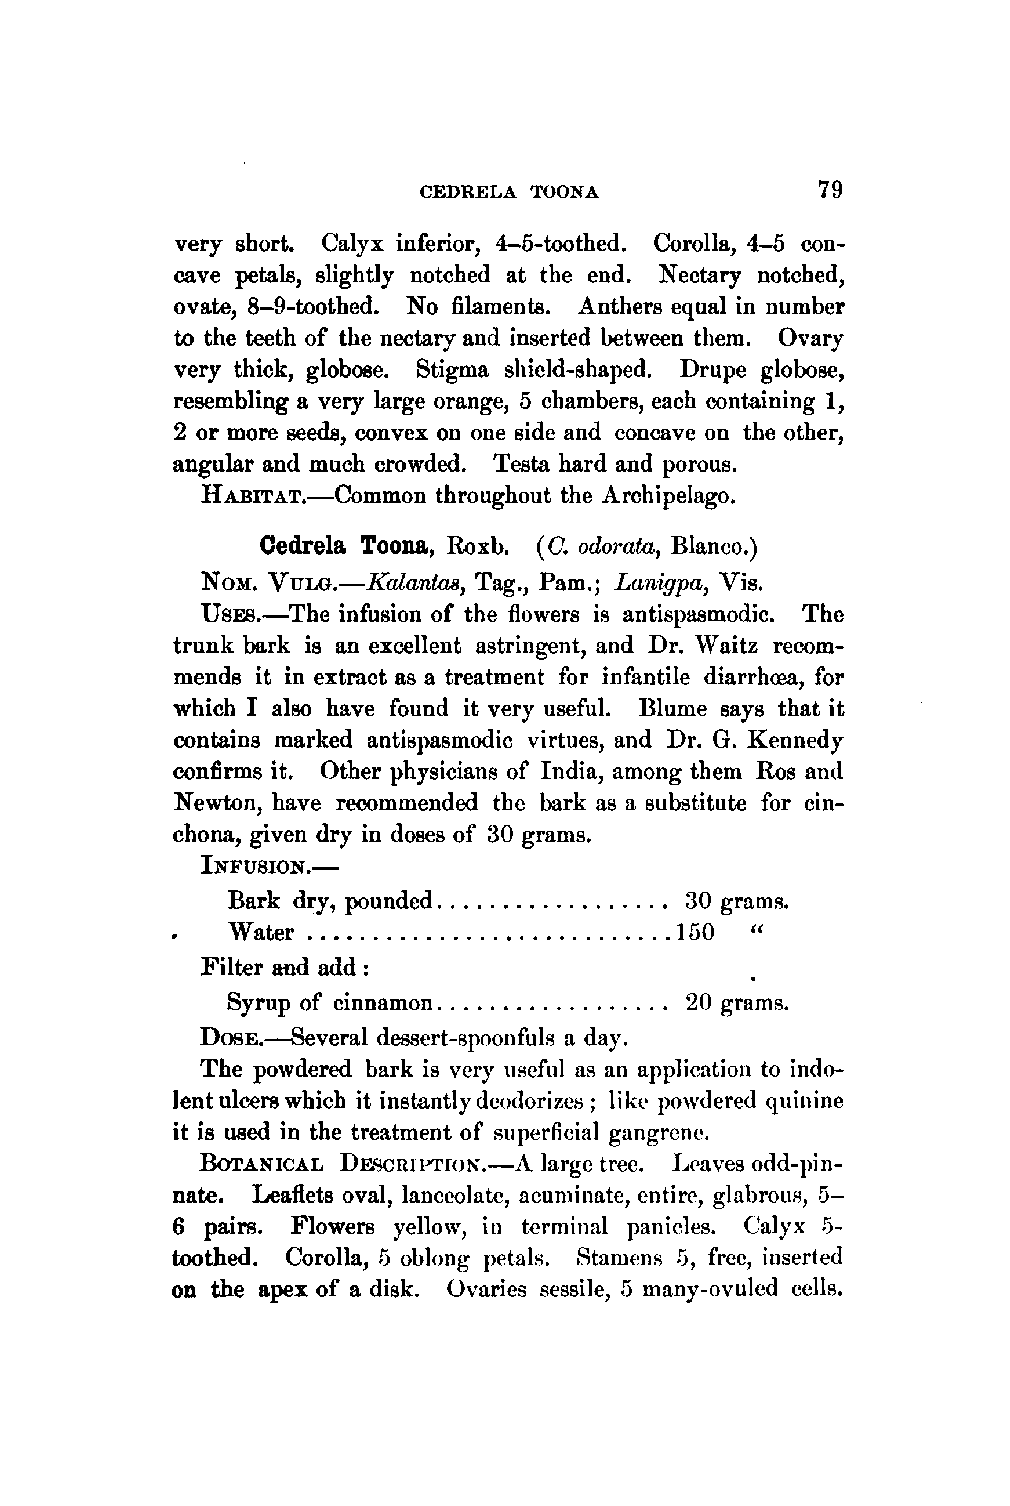 CEDRELA TOONA 79
very short. Calyx inferior, 4–5-toothed. Corolla, 4–5 con-
cave petals, slightly notched at the end. Nectary notched,
ovate, 8–9-toothed. No filaments. Anthers equal in number
to the teeth of the nectary and inserted between them. Ovary
very thick, globose. Stigma shield-shaped. Drupe globose,
resembling a very large orange, 5 chambers, each containing 1,
2 or more seeds, convex on one side and concave on the other,
angular and much crowded. Testa hard and porous.
HABITAT.—Common throughout the Archipelago.
Cedrela Toona, Roxb. (C. odorata, Blanco.)
NOM. VULG.—Kalantas, Tag., Pam.; Lanigpa, Vis.
USES.—The infusion of the flowers is antispasmodic. The
trunk bark is an excellent astringent, and Dr. Waitz recom-
mends it in extract as a treatment for infantile diarrhœa, for
which I also have found it very useful. Blume says that it
contains marked antispasmodic virtues, and Dr. G. Kennedy
confirms it. Other physicians of India, among them Ros and
Newton, have recommended the bark as a substitute for cin-
chona, given dry in doses of 30 grams.
INFUSION.—
Bark dry, pounded.................. 30 grams.
Water ............................150 “
Filter and add :
Syrup of cinnamon.................. 20 grams.
DOSE.—Several dessert-spoonfuls a day.
The powdered bark is very useful as an application to indo-
lent ulcers which it instantly deodorizes ; like powdered quinine
it is used in the treatment of superficial gangrene.
BOTANICAL DESCRIPTION.—A large tree. Leaves odd-pin-
nate. Leaflets oval, lanceolate, acuminate, entire, glabrous, 5–
6 pairs. Flowers yellow, in terminal panicles. Calyx 5-
toothed. Corolla, 5 oblong petals. Stamens 5, free, inserted
on the apex of a disk. Ovaries sessile, 5 many-ovuled cells.